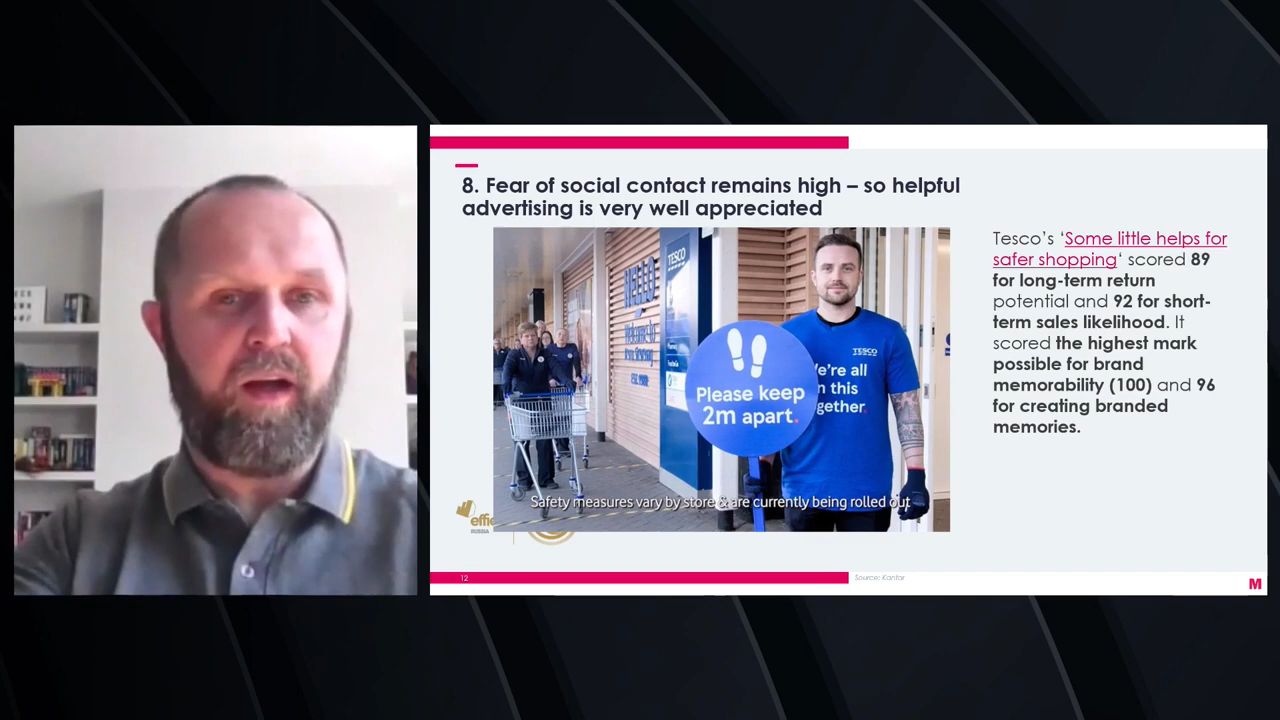 8. Fear of social contact remains high – so helpful
advertising is very well appreciated
TESCO
HELLO
TESCO
We're all
in this
together.
Please keep
2m apart.
Safety measures vary by store & are currently being rolled out
Tesco's ‘Some little helps for
safer shopping‘ scored 89
for long-term return
potential and 92 for short-
term sales likelihood. It
scored the highest mark
possible for brand
memorability (100) and 96
for creating branded
memories.
effie
RUSSIA
12
Source: Kantar
M